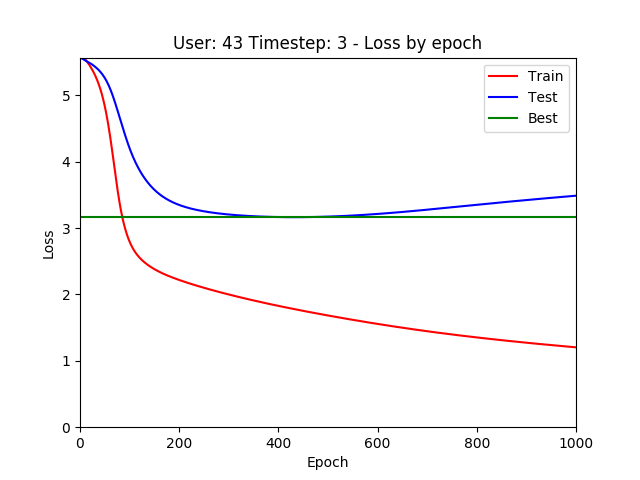 User: 43 Timestep: 3 - Loss by epoch
Train
Test
Best
5
4
3
2
1
0
Loss
0 200 400 600 800 1000
Epoch